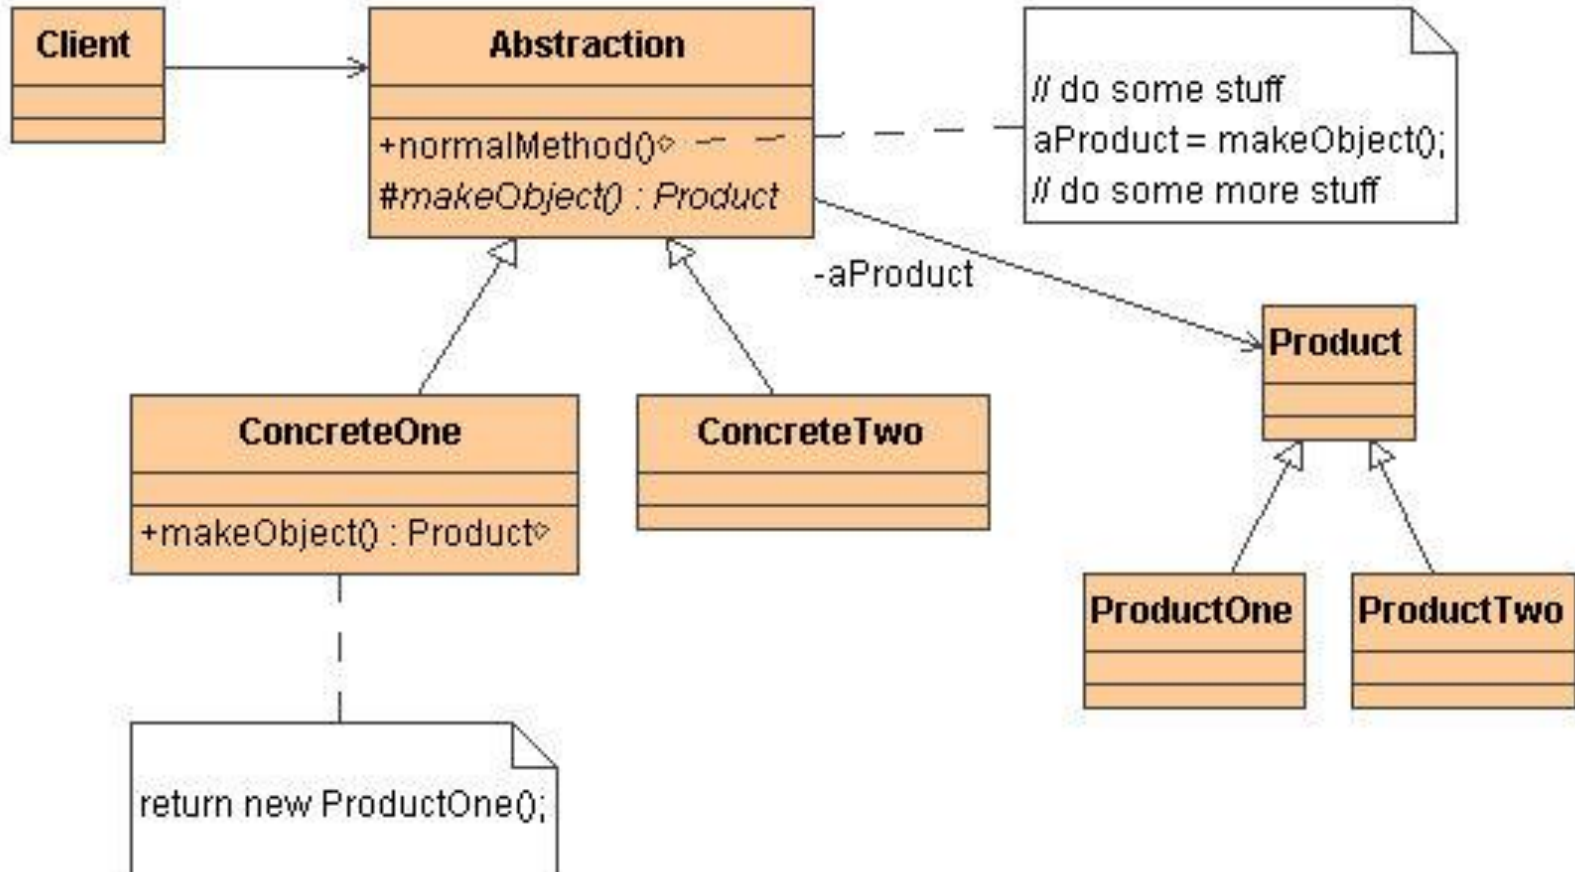 Client
Abstraction
+normalMethod()
#makeObject() : Product
// do some stuff
aProduct = makeObject();
// do some more stuff
-aProduct
Product
ConcreteOne
+makeObject() : Product
ConcreteTwo
ProductOne
ProductTwo
return new ProductOne();